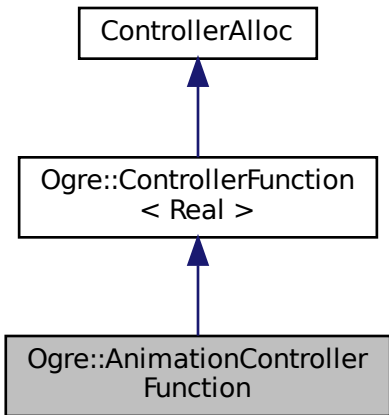 ControllerAlloc
Ogre::ControllerFunction
< Real >
Ogre::AnimationController
Function